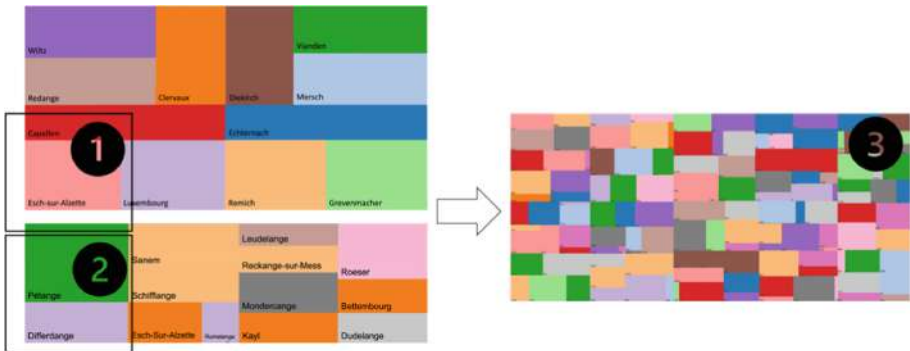 Wiltz
Vianden
Redange
Clervaux
Diekirch
Mersch
Capellen
Echternach
1
Esch-sur-Alzette
Luxembourg
Remich
Grevenmacher
3
2
Leudelange
Sanem
Reckange-sur-Mess
Roeser
Petange
Schifflange
Mondercange
Bettembourg
Differdange
Esch-Sur-Alzette
Rumelange
Kayl
Dudelange